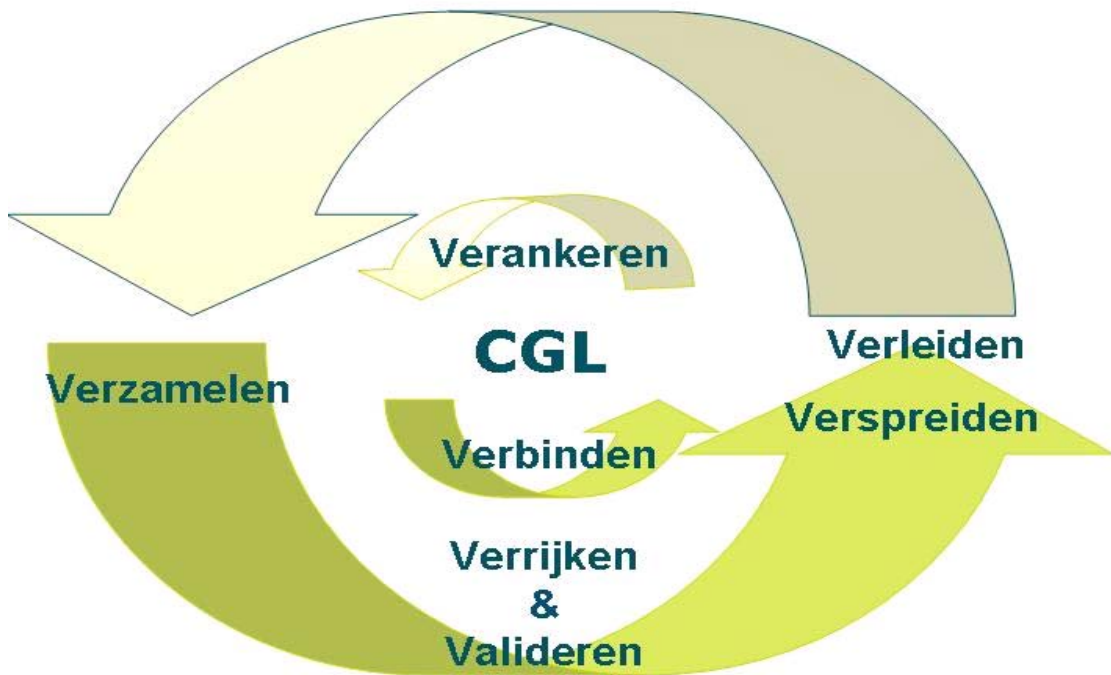 Verankeren
CGL
Verleiden
Verzamelen
Verspreiden
Verbinden
Verrijken
&
Valideren